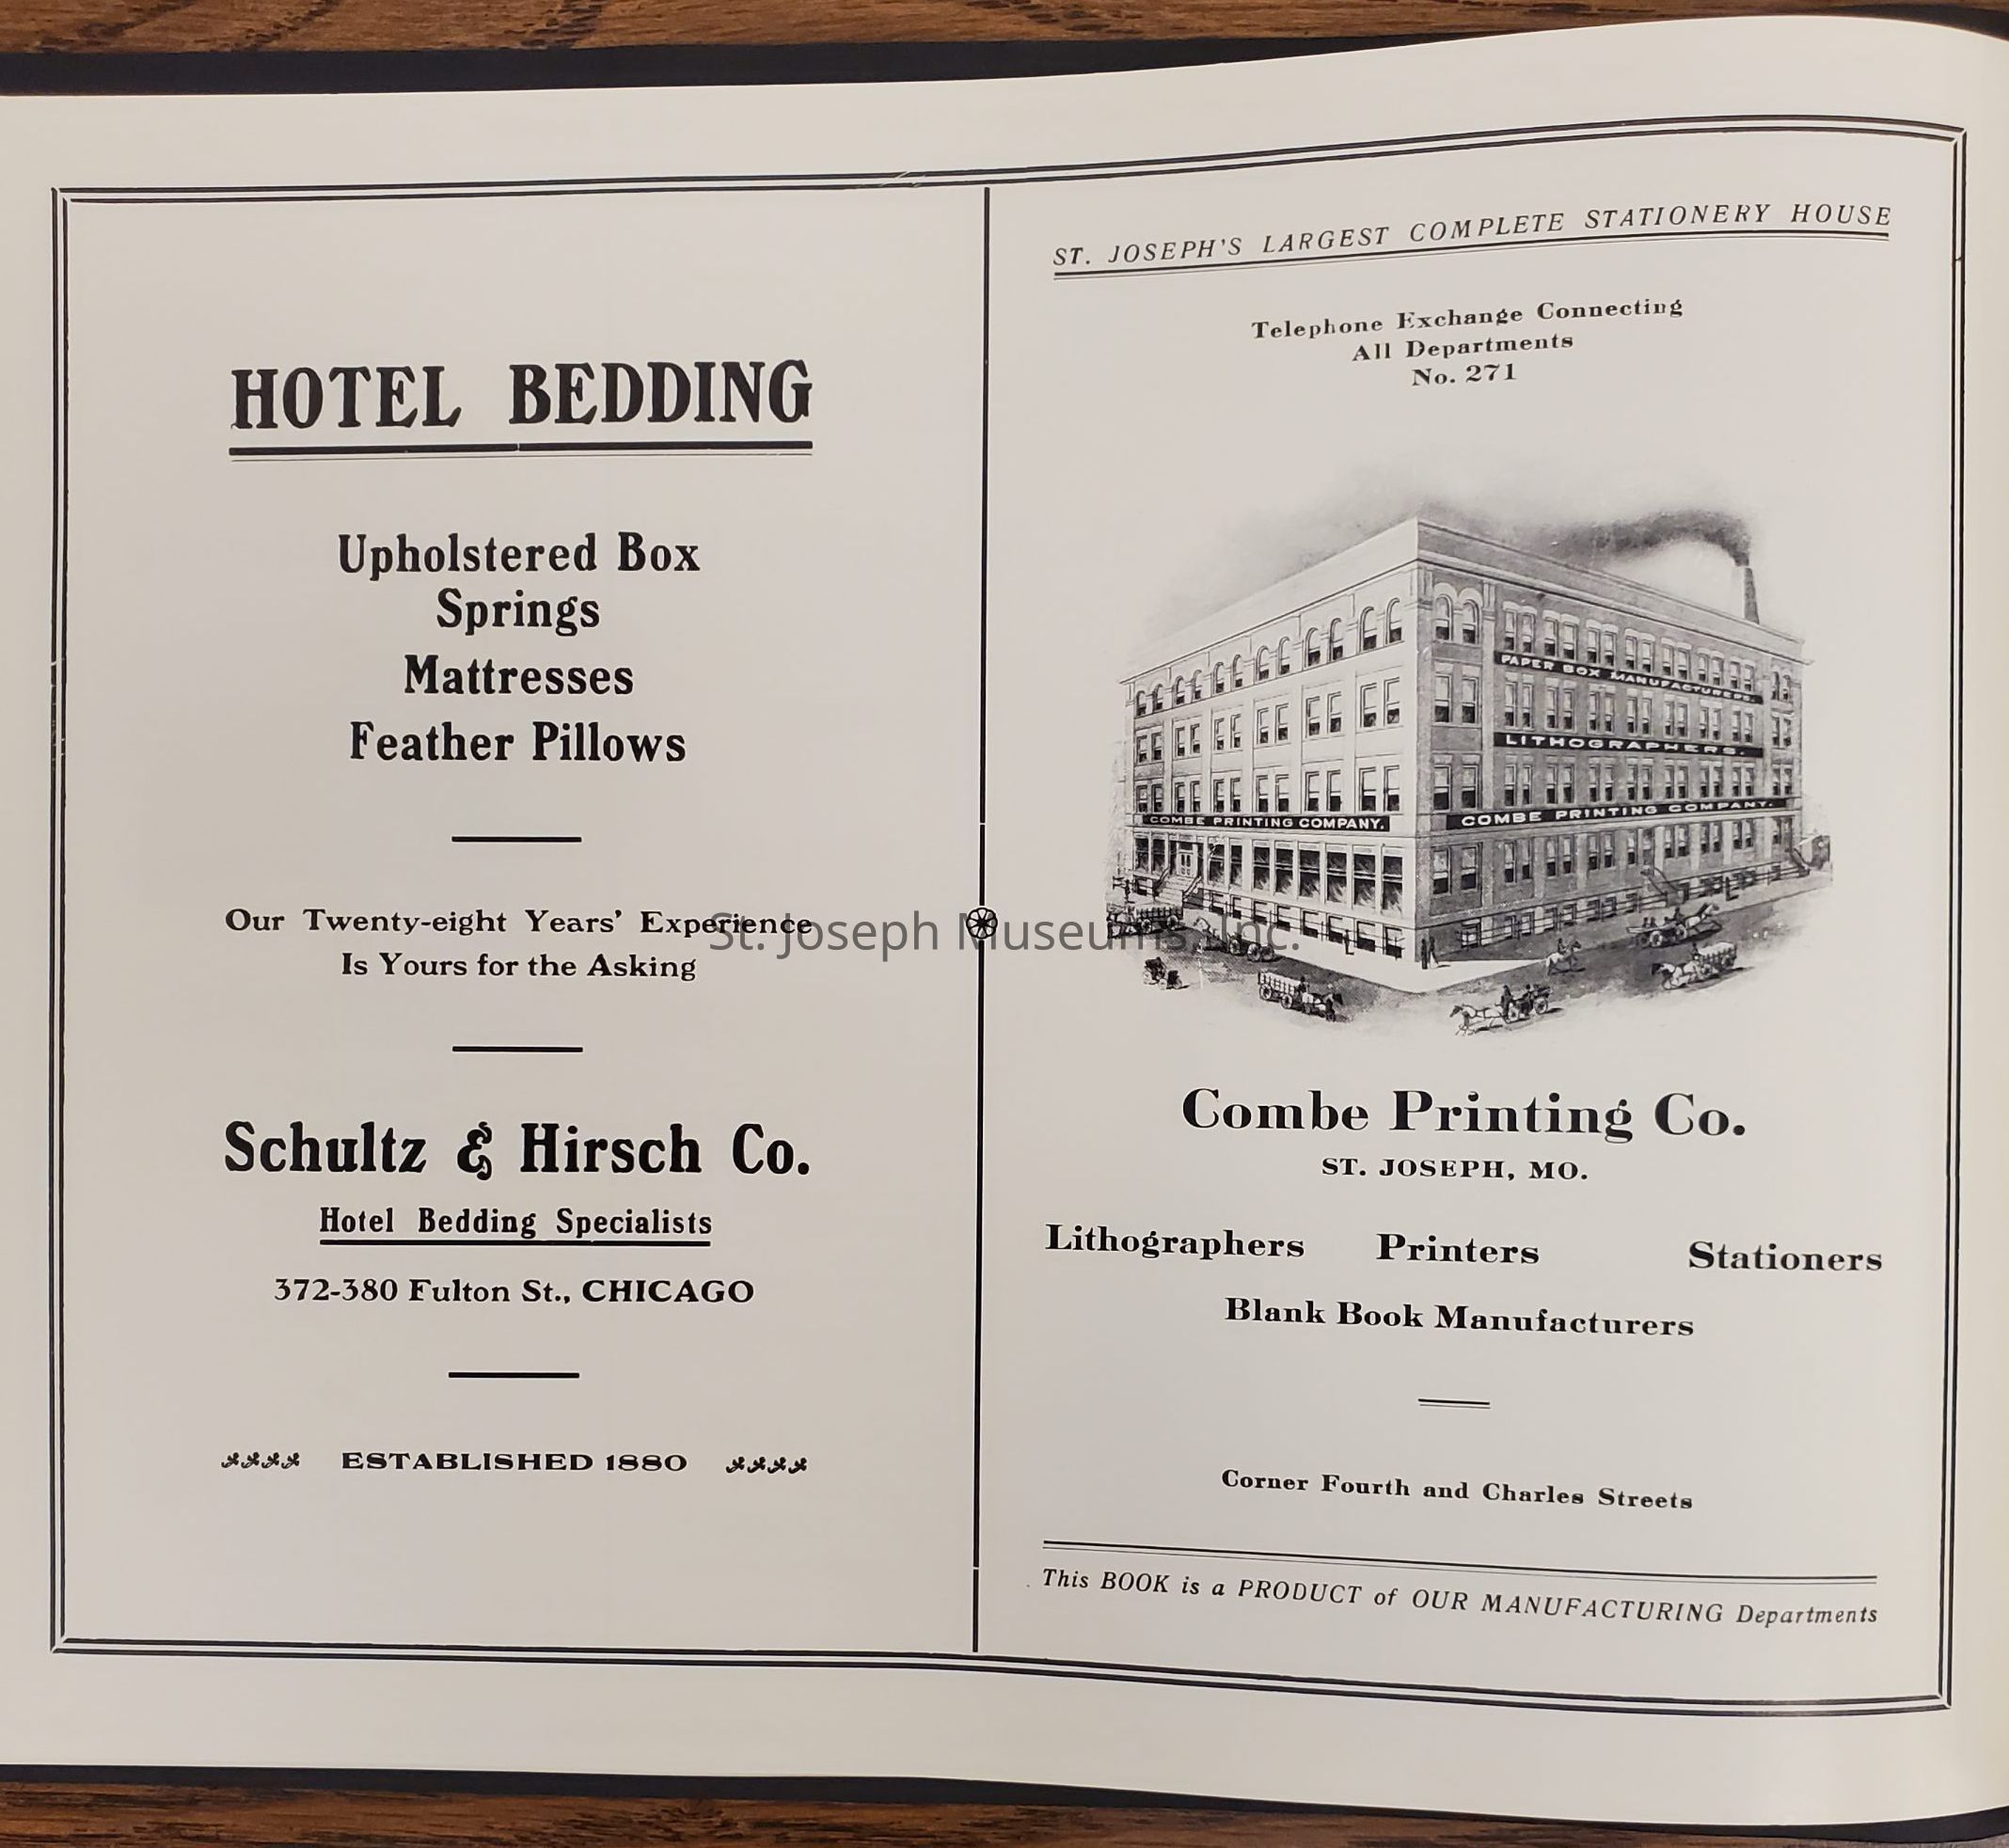 HOTEL BEDDING
Upholstered Box
Springs
Mattresses
Feather Pillows
Our Twenty-eight Years' Experience
Is Yours for the Asking
Schultz & Hirsch Co.
Hotel Bedding Specialists
372-380 Fulton St., CHICAGO
ESTABLISHED 1880
ST. JOSEPH'S LARGEST COMPLETE STATIONERY HOUSE
Telephone Exchange Connecting
All Departments
No. 271
PAPER BOX MANUFACTURERS.
LITHOGRAPHERS.
COMBE PRINTING COMPANY.
COMBE PRINTING COMPANY.
Combe Printing Co.
ST. JOSEPH, MO.
Lithographers Printers Stationers
Blank Book Manufacturers
Corner Fourth and Charles Streets
This BOOK is a PRODUCT of OUR MANUFACTURING Departments
St. Joseph Museums, Inc.